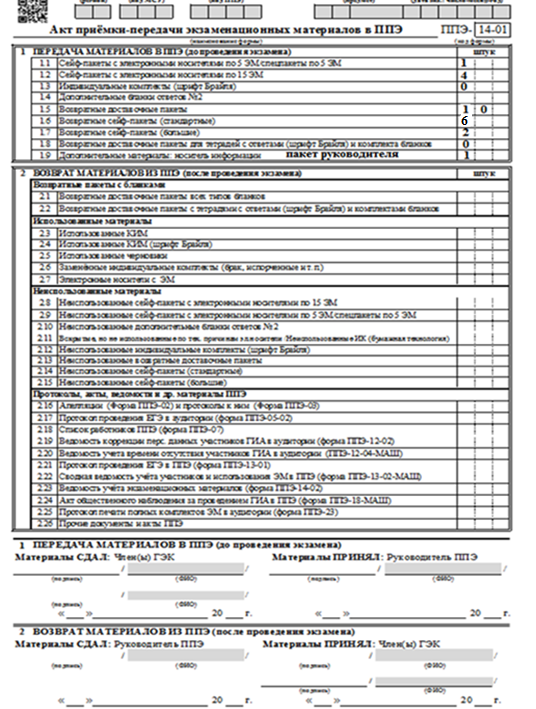 Акт приёмки-передачи экзаменационных материалов в ППЭ ППЭ- 14-01
(наименование формы) (код формы)
1 ПЕРЕДАЧА МАТЕРИАЛОВ В ППЭ (до проведения экзамена) штук
1.1 Сейф-пакеты с электронными носителями по 5 ЭМ/спецпакеты по 5 ЭМ 1
1.2 Сейф-пакеты с электронными носителями по 15 ЭМ 4
1.3 Индивидуальные комплекты (шрифт Брайля) 0
1.4 Дополнительные бланки ответов №2
1.5 Возвратные доставочные пакеты 1 0
1.6 Возвратные сейф-пакеты (стандартные) 6
1.7 Возвратные сейф-пакеты (большие) 2
1.8 Возвратные доставочные пакеты для тетрадей с ответами (шрифт Брайля) и комплекта бланков 0
1.9 Дополнительные материалы: носитель информации пакет руководителя 1
2 ВОЗВРАТ МАТЕРИАЛОВ ИЗ ППЭ (после проведения экзамена) штук
Возвратные пакеты с бланками
2.1 Возвратные доставочные пакеты всех типов бланков
2.2 Возвратные доставочные пакеты с тетрадями с ответами (шрифт Брайля) и комплектами бланков
Использованные материалы
2.3 Использованные КИМ
2.4 Использованные КИМ (шрифт Брайля)
2.5 Использованные черновики
2.6 Заменённые индивидуальные комплекты (брак, испорченные и т. п.)
2.7 Электронные носители с ЭМ
Неиспользованные материалы
2.8 Неиспользованные сейф-пакеты с электронными носителями по 15 ЭМ
2.9 Неиспользованные сейф-пакеты с электронными носителями по 5 ЭМ/спецпакеты по 5 ЭМ
2.10 Неиспользованные дополнительные бланки ответов №2
2.11 Вскрытые, но не использованные по тех. причинам эл.носители /Неиспользованные ИК (бумажная технология)
2.12 Неиспользованные индивидуальные комплекты (шрифт Брайля)
2.13 Неиспользованные возвратные доставочные пакеты
2.14 Неиспользованные сейф-пакеты (стандартные)
2.15 Неиспользованные сейф-пакеты (большие)
Протоколы, акты, ведомости и др. материалы ППЭ
2.16 Апелляции (Форма ППЭ-02) и протоколы к ним (Форма ППЭ-03)
2.17 Протокол проведения ЕГЭ в аудитории (форма ППЭ-05-02)
2.18 Список работников ППЭ (форма ППЭ-07)
2.19 Ведомость коррекции перс. данных участников ГИА в аудитории (форма ППЭ-12-02)
2.20 Ведомость учета времени отсутствия участников ГИА в аудитории (ППЭ-12-04-МАШ)
2.21 Протокол проведения ЕГЭ в ППЭ (форма ППЭ-13-01)
2.22 Сводная ведомость учёта участников и использования ЭМ в ППЭ (форма ППЭ-13-02-МАШ)
2.23 Ведомость учёта экзаменационных материалов (форма ППЭ-14-02)
2.24 Акт общественного наблюдения за проведением ГИА в ППЭ (форма ППЭ-18-МАШ)
2.25 Протокол печати полных комплектов ЭМ в аудитории (форма ППЭ-23)
2.26 Прочие документы и акты ППЭ
1 ПЕРЕДАЧА МАТЕРИАЛОВ В ППЭ (до проведения экзамена)
Материалы СДАЛ: Член(ы) ГЭК Материалы ПРИНЯЛ: Руководитель ППЭ
/ / / /
(подпись) (ФИО) (подпись) (ФИО)
/ /
(подпись) (ФИО)
« » 20 г. « » 20 г.
2 ВОЗВРАТ МАТЕРИАЛОВ ИЗ ППЭ (после проведения экзамена)
Материалы СДАЛ: Руководитель ППЭ Материалы ПРИНЯЛ: Член(ы) ГЭК
/ / / /
(подпись) (ФИО) (подпись) (ФИО)
/ /
(подпись) (ФИО)
« » 20 г. « » 20 г.